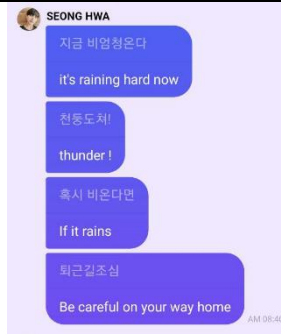 SEONG HWA
지금 비엄청온다
it's raining hard now
천둥도쳐!
thunder !
혹시 비온다면
If it rains
퇴근길조심
Be careful on your way home
AM 08:40